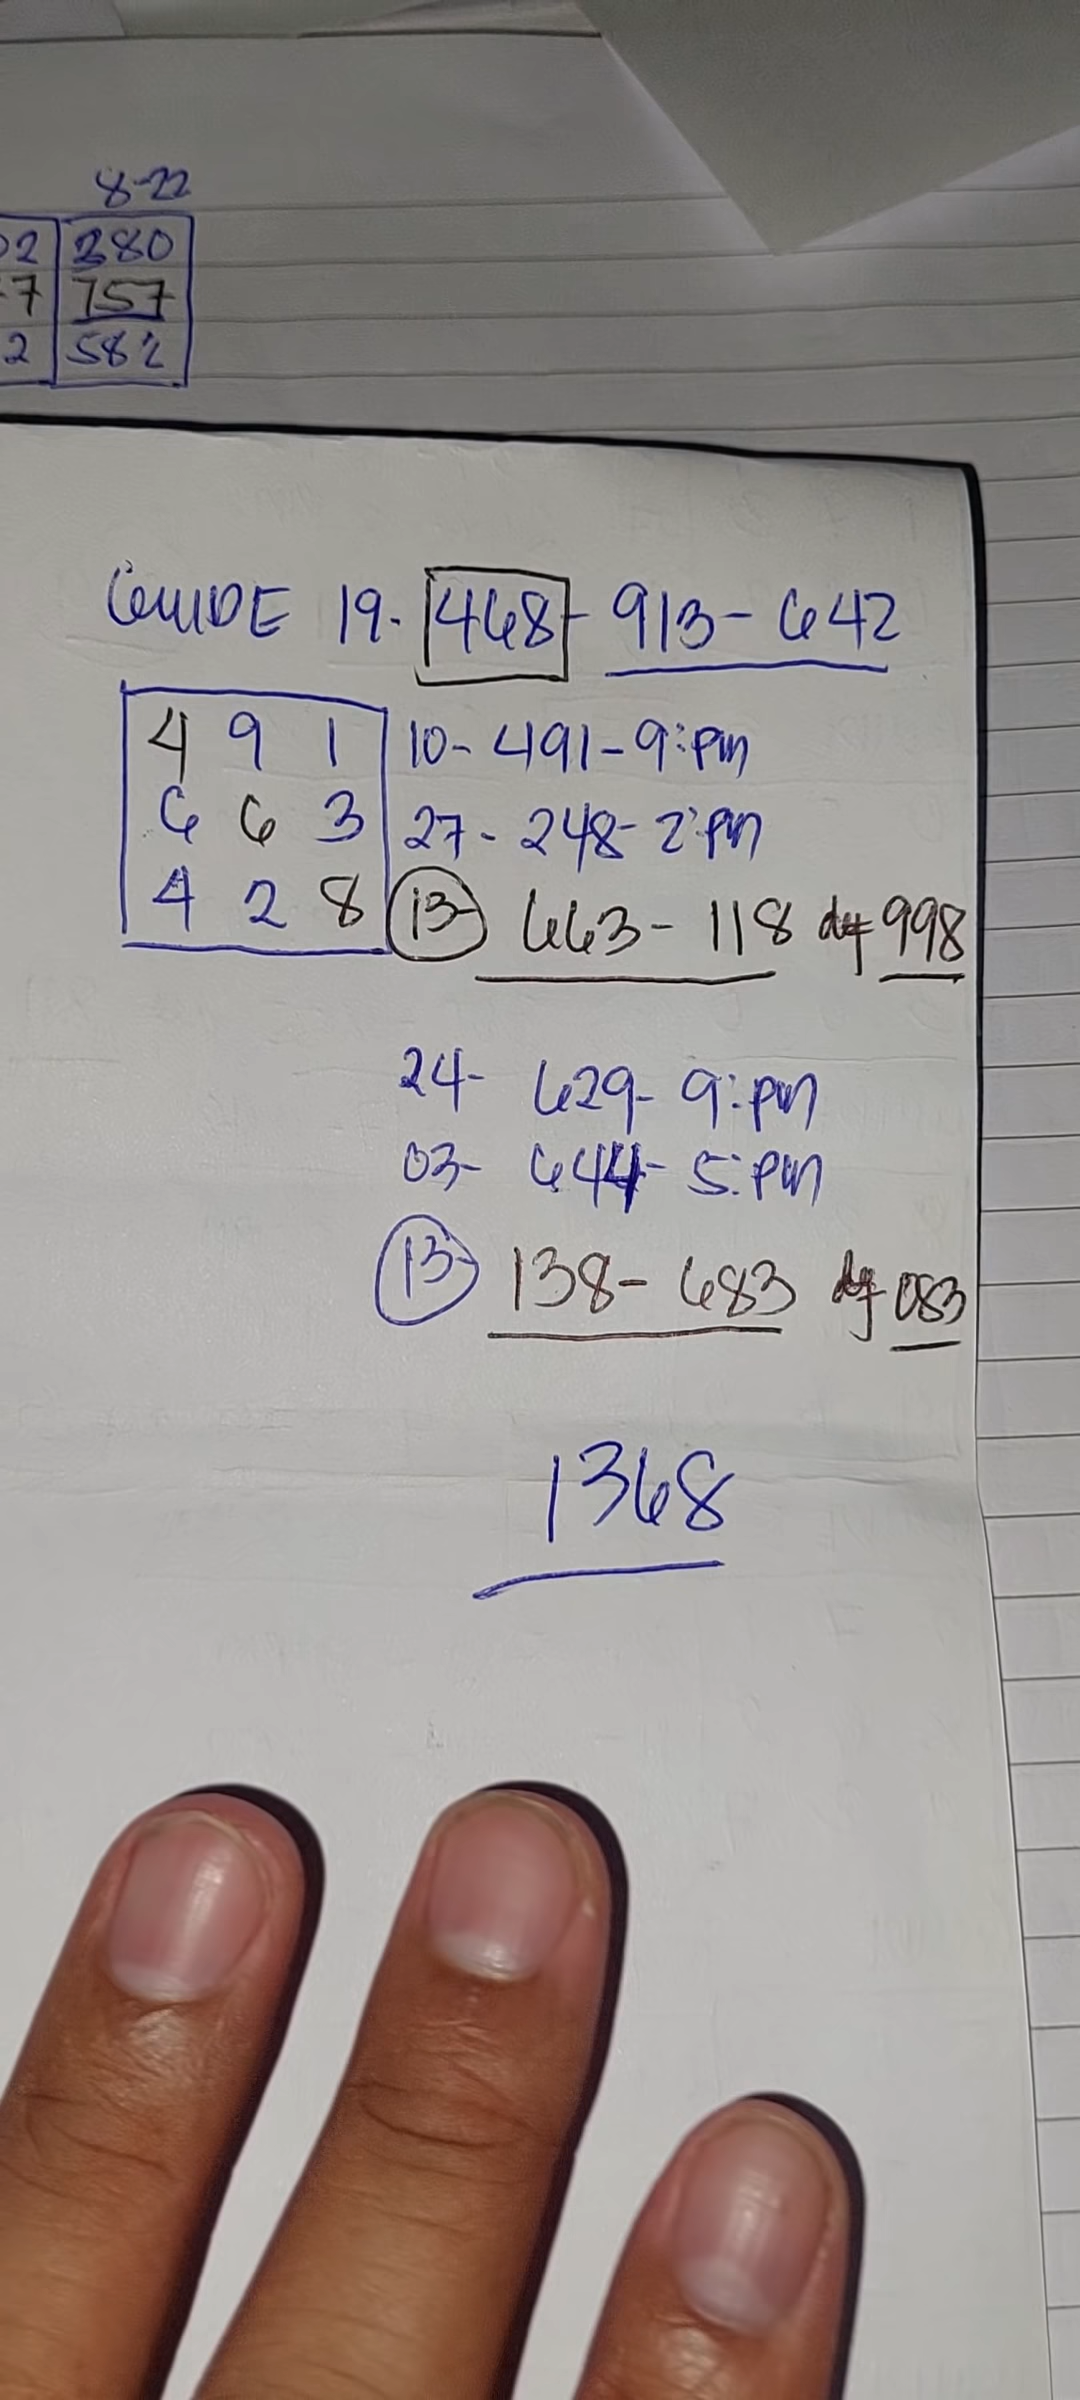 8-22
02 380
7 757
2 582
GUIDE 19. 468 - 913 - 642
4 9 1 10- 491 - 9:pm
6 6 3 27 - 248 - 2:pm
4 2 8 13- 663 - 118 df 998
24- 629- 9:pm
03- 644- 5:pm
13- 138 - 683 df 083
1368